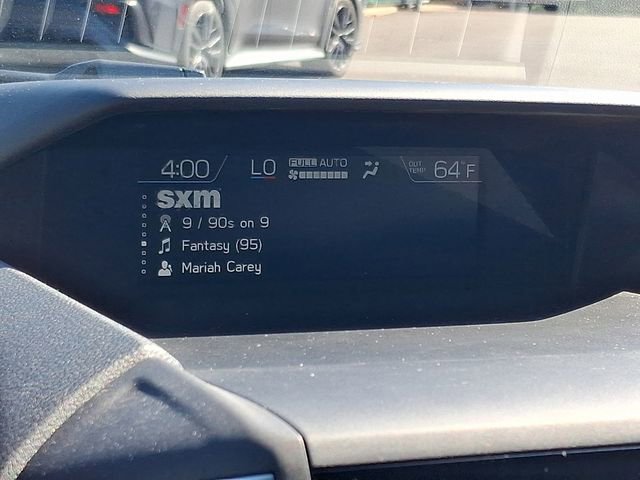 4:00 LO FULL AUTO OUT TEMP 64°F
sxm
9 / 90s on 9
Fantasy (95)
Mariah Carey